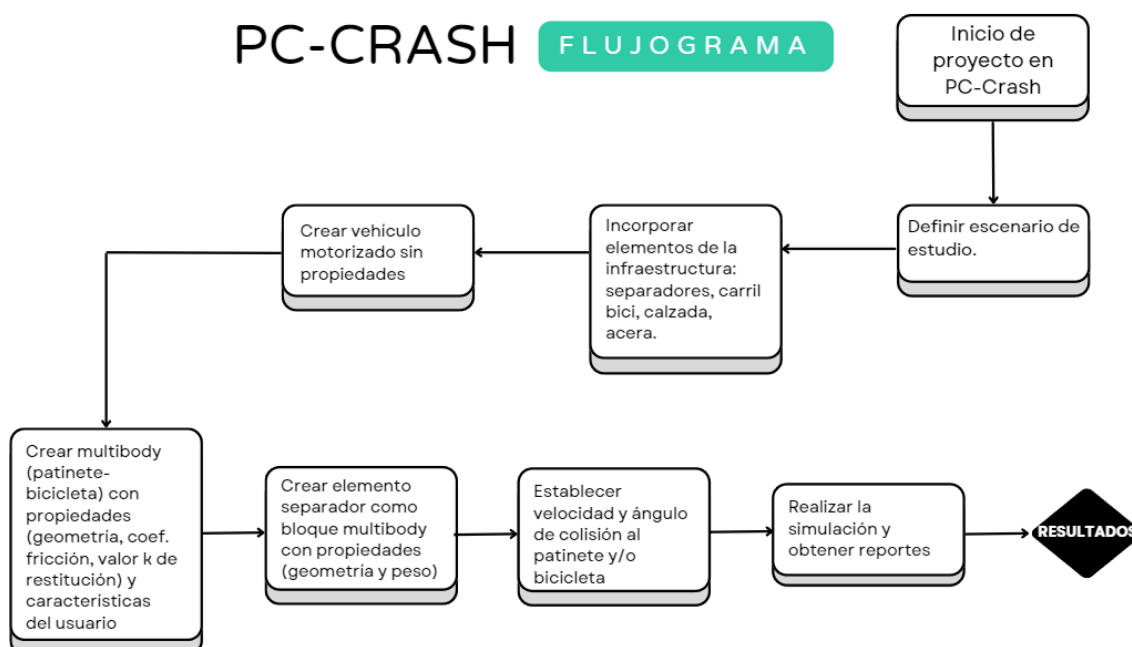 PC-CRASH
FLUJOGRAMA
Inicio de
proyecto en
PC-Crash
Definir escenario de
estudio.
Incorporar
elementos de la
infraestructura:
separadores, carril
bici, calzada,
acera.
Crear vehículo
motorizado sin
propiedades
Crear multibody
(patinete-
bicicleta) con
propiedades
(geometría, coef.
fricción, valor k de
restitución) y
características
del usuario
Crear elemento
separador como
bloque multibody
con propiedades
(geometría y peso)
Establecer
velocidad y ángulo
de colisión al
patinete y/o
bicicleta
Realizar la
simulación y
obtener reportes
RESULTADOS